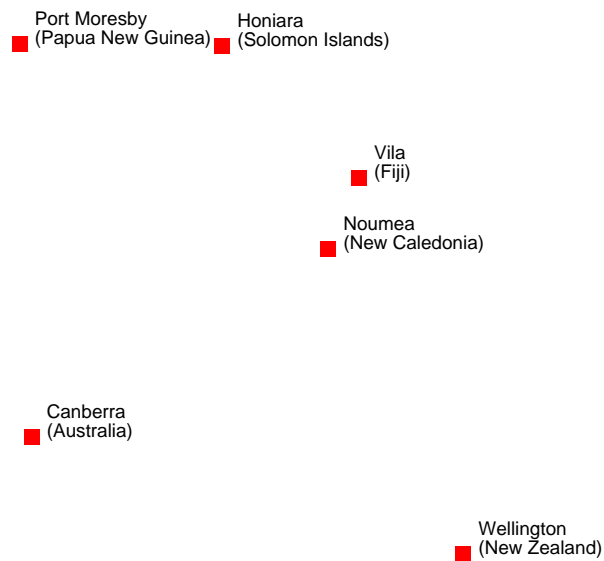 Port Moresby
(Papua New Guinea)
Honiara
(Solomon Islands)
Vila
(Fiji)
Noumea
(New Caledonia)
Canberra
(Australia)
Wellington
(New Zealand)